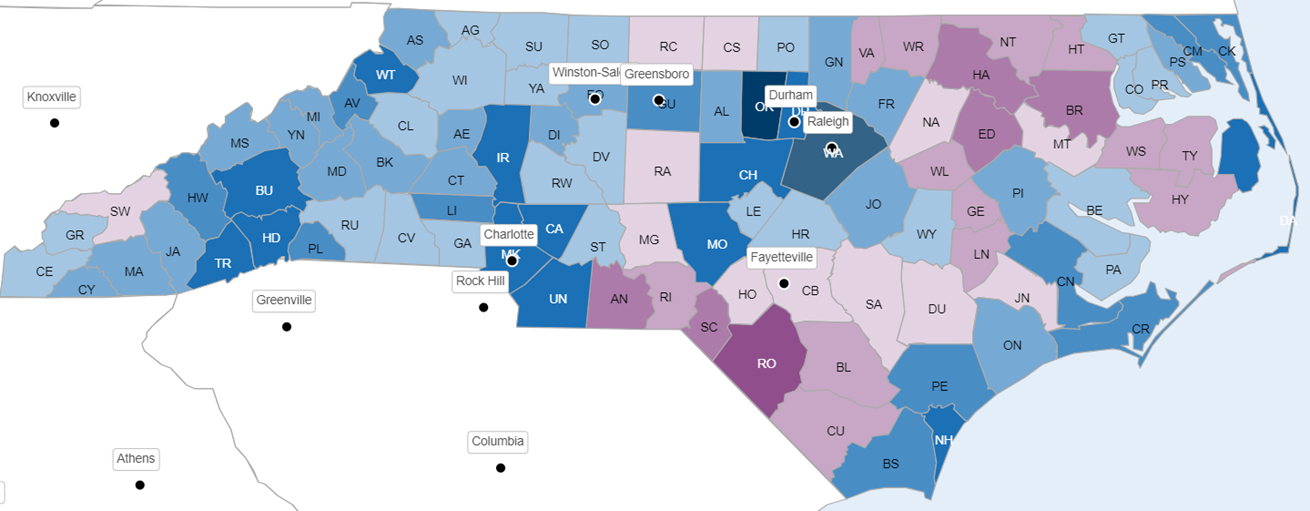 AS
AG
SU
SO
RC
CS
PO
GN
VA
WR
NT
HT
GT
CM
CK
PS
WT
WI
HA
Winston-Sal
Greensboro
Knoxville
YA
FO
GU
AL
OR
Durham
DU
FR
CO
PR
BR
AV
MI
CL
AE
DI
Raleigh
NA
ED
MS
YN
MT
WS
TY
WA
IR
DV
BK
MD
CT
RW
RA
CH
WL
BU
HW
PI
HY
JO
LI
SW
LE
GE
BE
GR
RU
CV
GA
Charlotte
CA
ST
MG
MO
HR
WY
DA
HD
PL
JA
TR
MK
Fayetteville
LN
CE
MA
CY
Rock Hill
PA
CN
Greenville
UN
AN
RI
HO
CB
SA
DU
JN
SC
CR
ON
RO
BL
PE
CU
NH
Columbia
BS
Athens